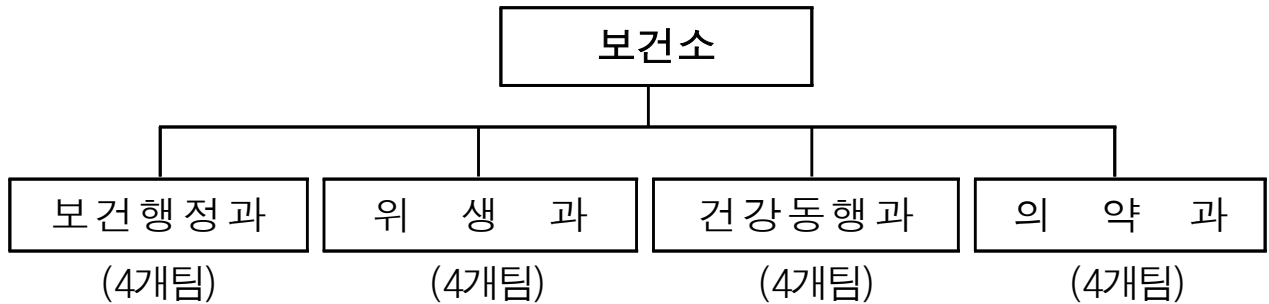 보건소
보건행정과 위 생 과 건강동행과 의 약 과
(4개팀) (4개팀) (4개팀) (4개팀)